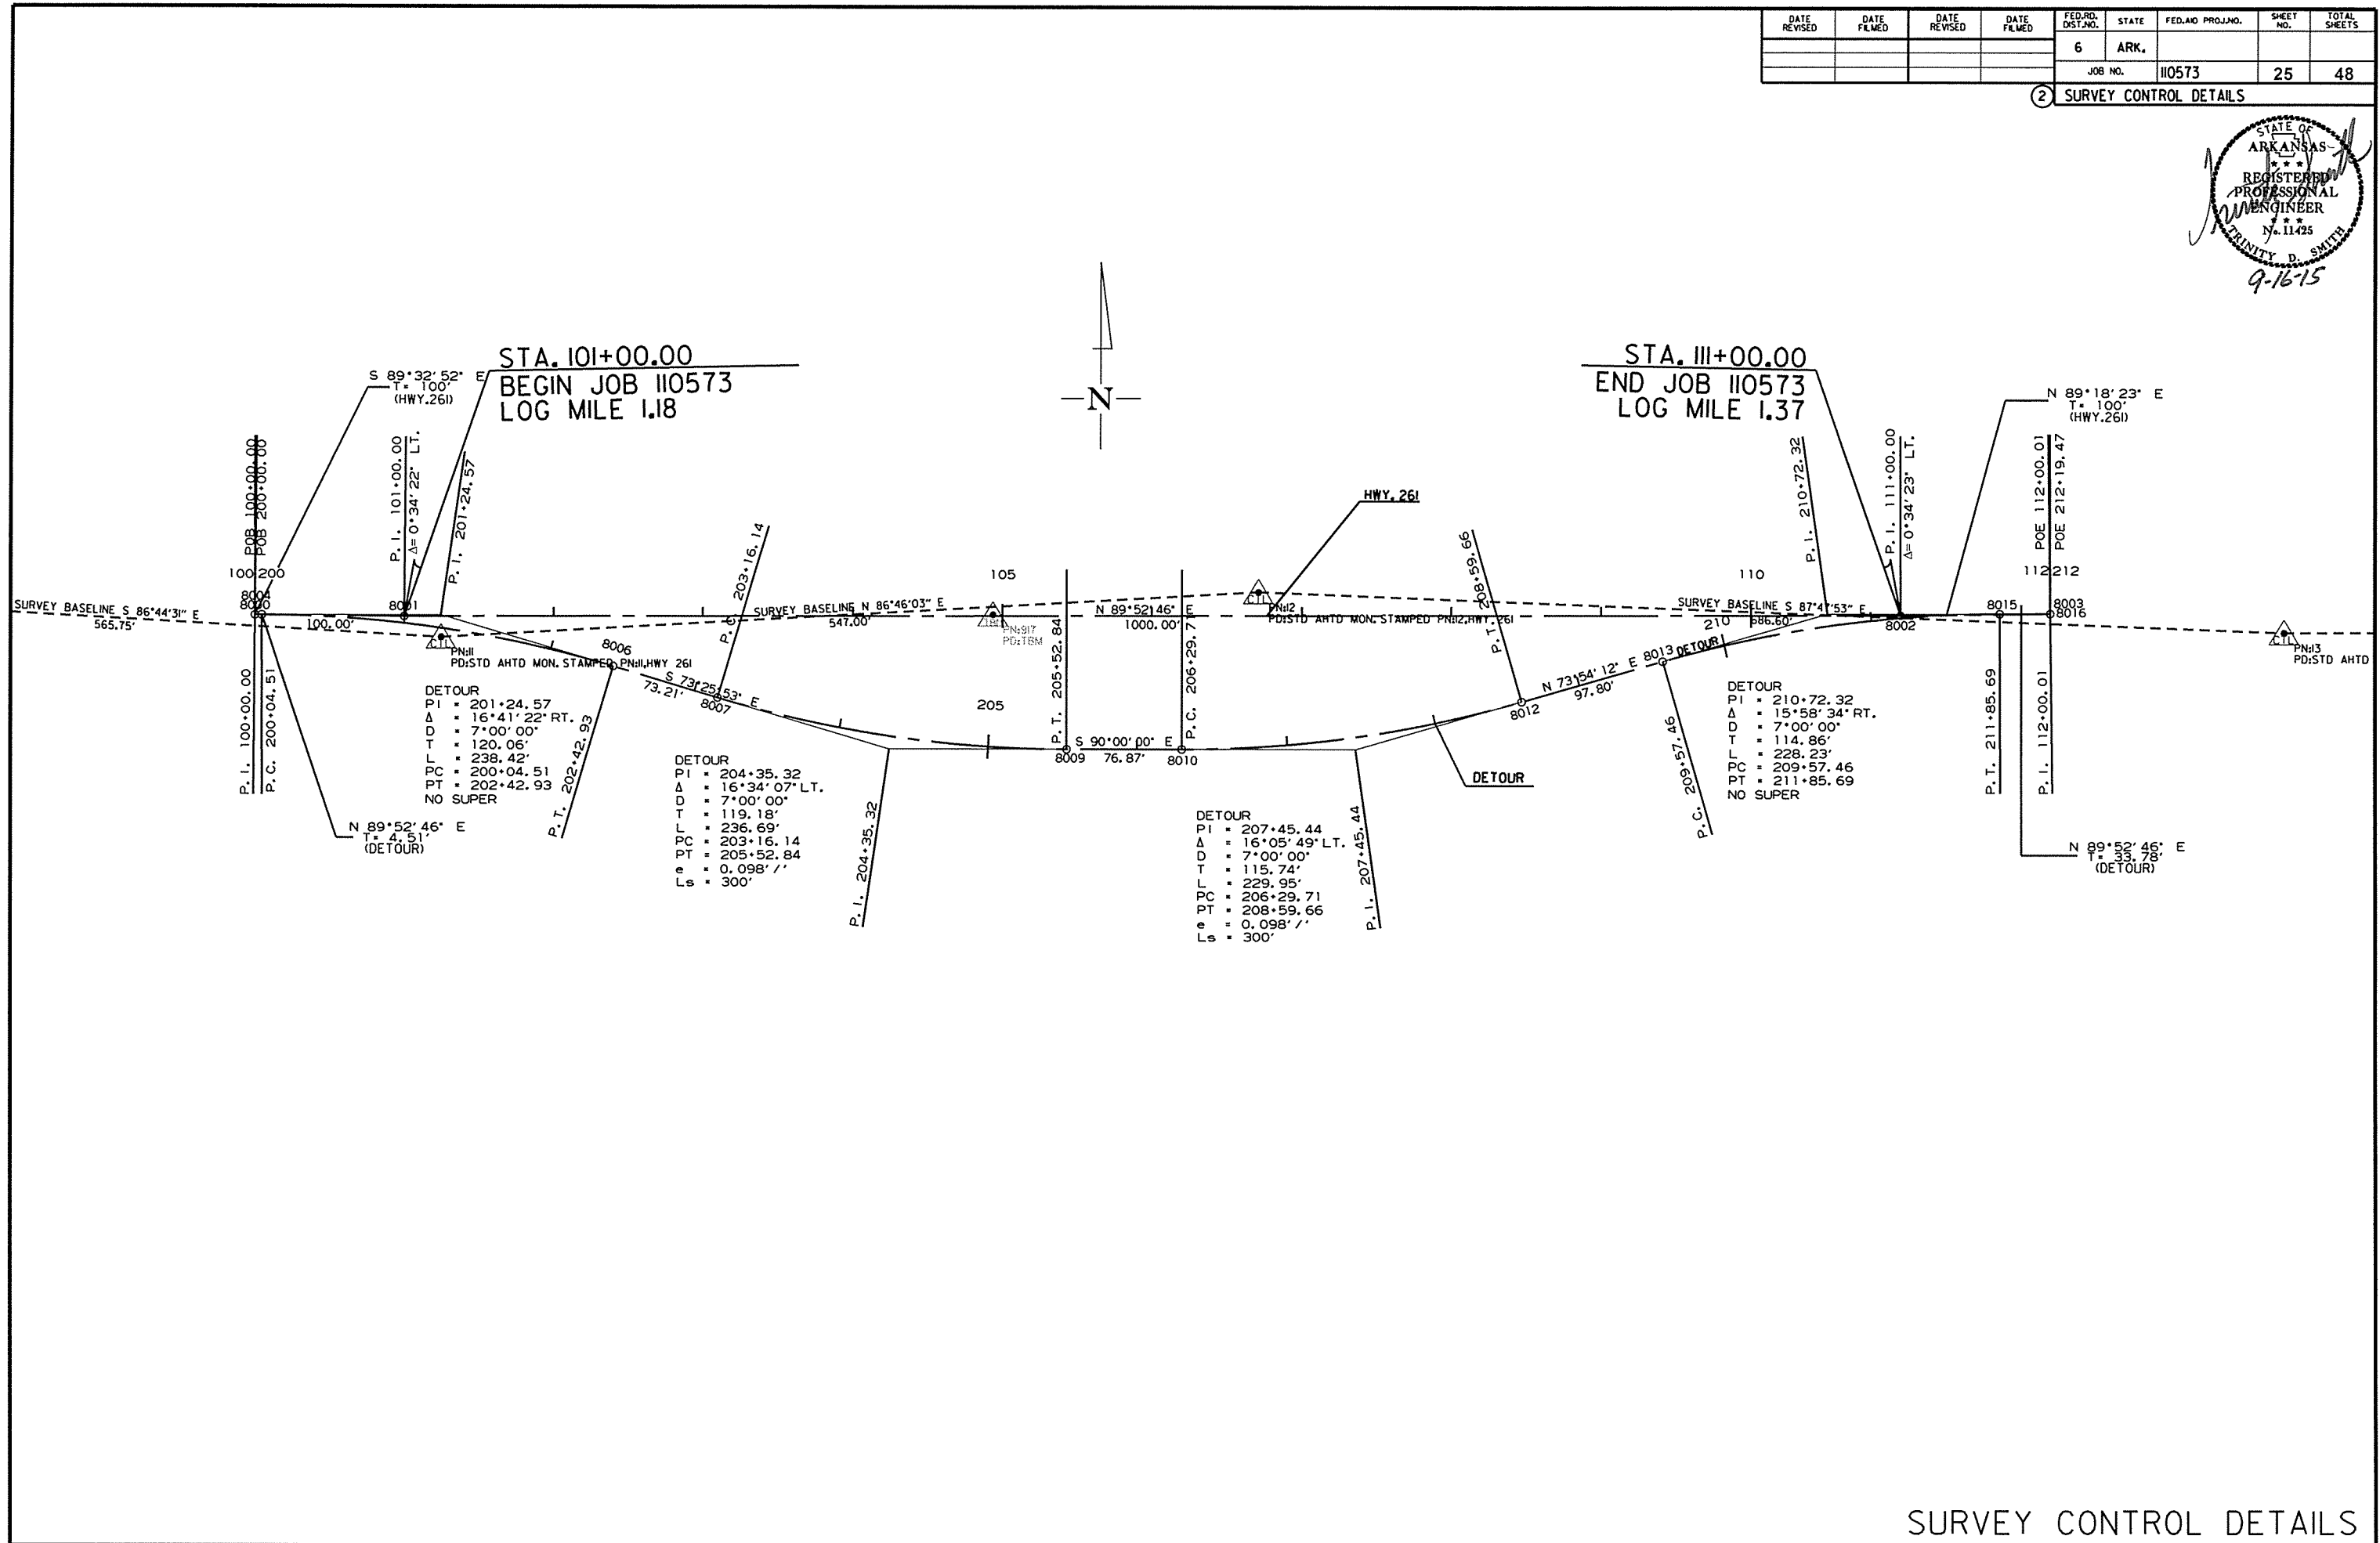 DATE REVISED
DATE FILMED
DATE REVISED
DATE FILMED
FED.RD. DIST.NO.
STATE
FED.AID PROJ.NO.
SHEET NO.
TOTAL SHEETS
6
ARK.
JOB NO.
110573
25
48
2
SURVEY CONTROL DETAILS
STATE OF
ARKANSAS
★ ★ ★
REGISTERED
PROFESSIONAL
ENGINEER
★ ★ ★
No. 11425
TRINITY D. SMITH
9-16-15
S 89°32'52" E
T= 100'
(HWY.261)
STA. 101+00.00
BEGIN JOB 110573
LOG MILE 1.18
N
STA. 111+00.00
END JOB 110573
LOG MILE 1.37
N 89°18'23" E
T= 100'
(HWY.261)
POB 100+00.00
POB 200+00.00
P.I. 101+00.00
Δ= 0°34'22" LT.
P.I. 201+24.57
P.C. 203+16.14
HWY. 261
P.T. 208+59.66
P.I. 210+72.32
P.I. 111+00.00
Δ= 0°34'23" LT.
POE 112+00.01
POE 212+19.47
100
200
105
110
112
212
8004
8001
8015
8003
8016
SURVEY BASELINE S 86°44'31" E
565.75'
100.00'
SURVEY BASELINE N 86°46'03" E
547.00'
N 89°52'46" E
1000.00'
SURVEY BASELINE S 87°47'53" E
686.60'
CTL
PN:11
PD:STD AHTD MON. STAMPED PN:11,HWY 261
PN:917
PD:TBM
CTL
PN:12
PD:STD AHTD MON. STAMPED PN:12,HWY. 261
210
8002
CTL
PN:13
PD:STD AHTD
8006
S 73°25'53" E
73.21'
8007
205
8009
S 90°00'00" E
76.87'
8010
8012
N 73°54'12" E
97.80'
8013
DETOUR
P.I. 100+00.00
P.C. 200+04.51
P.T. 202+42.93
P.T. 205+52.84
P.C. 206+29.71
P.C. 209+57.46
P.T. 211+85.69
P.I. 112+00.01
DETOUR
PI = 201+24.57
Δ = 16°41'22" RT.
D = 7°00'00"
T = 120.06'
L = 238.42'
PC = 200+04.51
PT = 202+42.93
NO SUPER
DETOUR
PI = 204+35.32
Δ = 16°34'07" LT.
D = 7°00'00"
T = 119.18'
L = 236.69'
PC = 203+16.14
PT = 205+52.84
e = 0.098'/'
Ls = 300'
P.I. 204+35.32
DETOUR
PI = 207+45.44
Δ = 16°05'49" LT.
D = 7°00'00"
T = 115.74'
L = 229.95'
PC = 206+29.71
PT = 208+59.66
e = 0.098'/'
Ls = 300'
P.I. 207+45.44
DETOUR
DETOUR
PI = 210+72.32
Δ = 15°58'34" RT.
D = 7°00'00"
T = 114.86'
L = 228.23'
PC = 209+57.46
PT = 211+85.69
NO SUPER
N 89°52'46" E
T= 4.51'
(DETOUR)
N 89°52'46" E
T= 33.78'
(DETOUR)
SURVEY CONTROL DETAILS